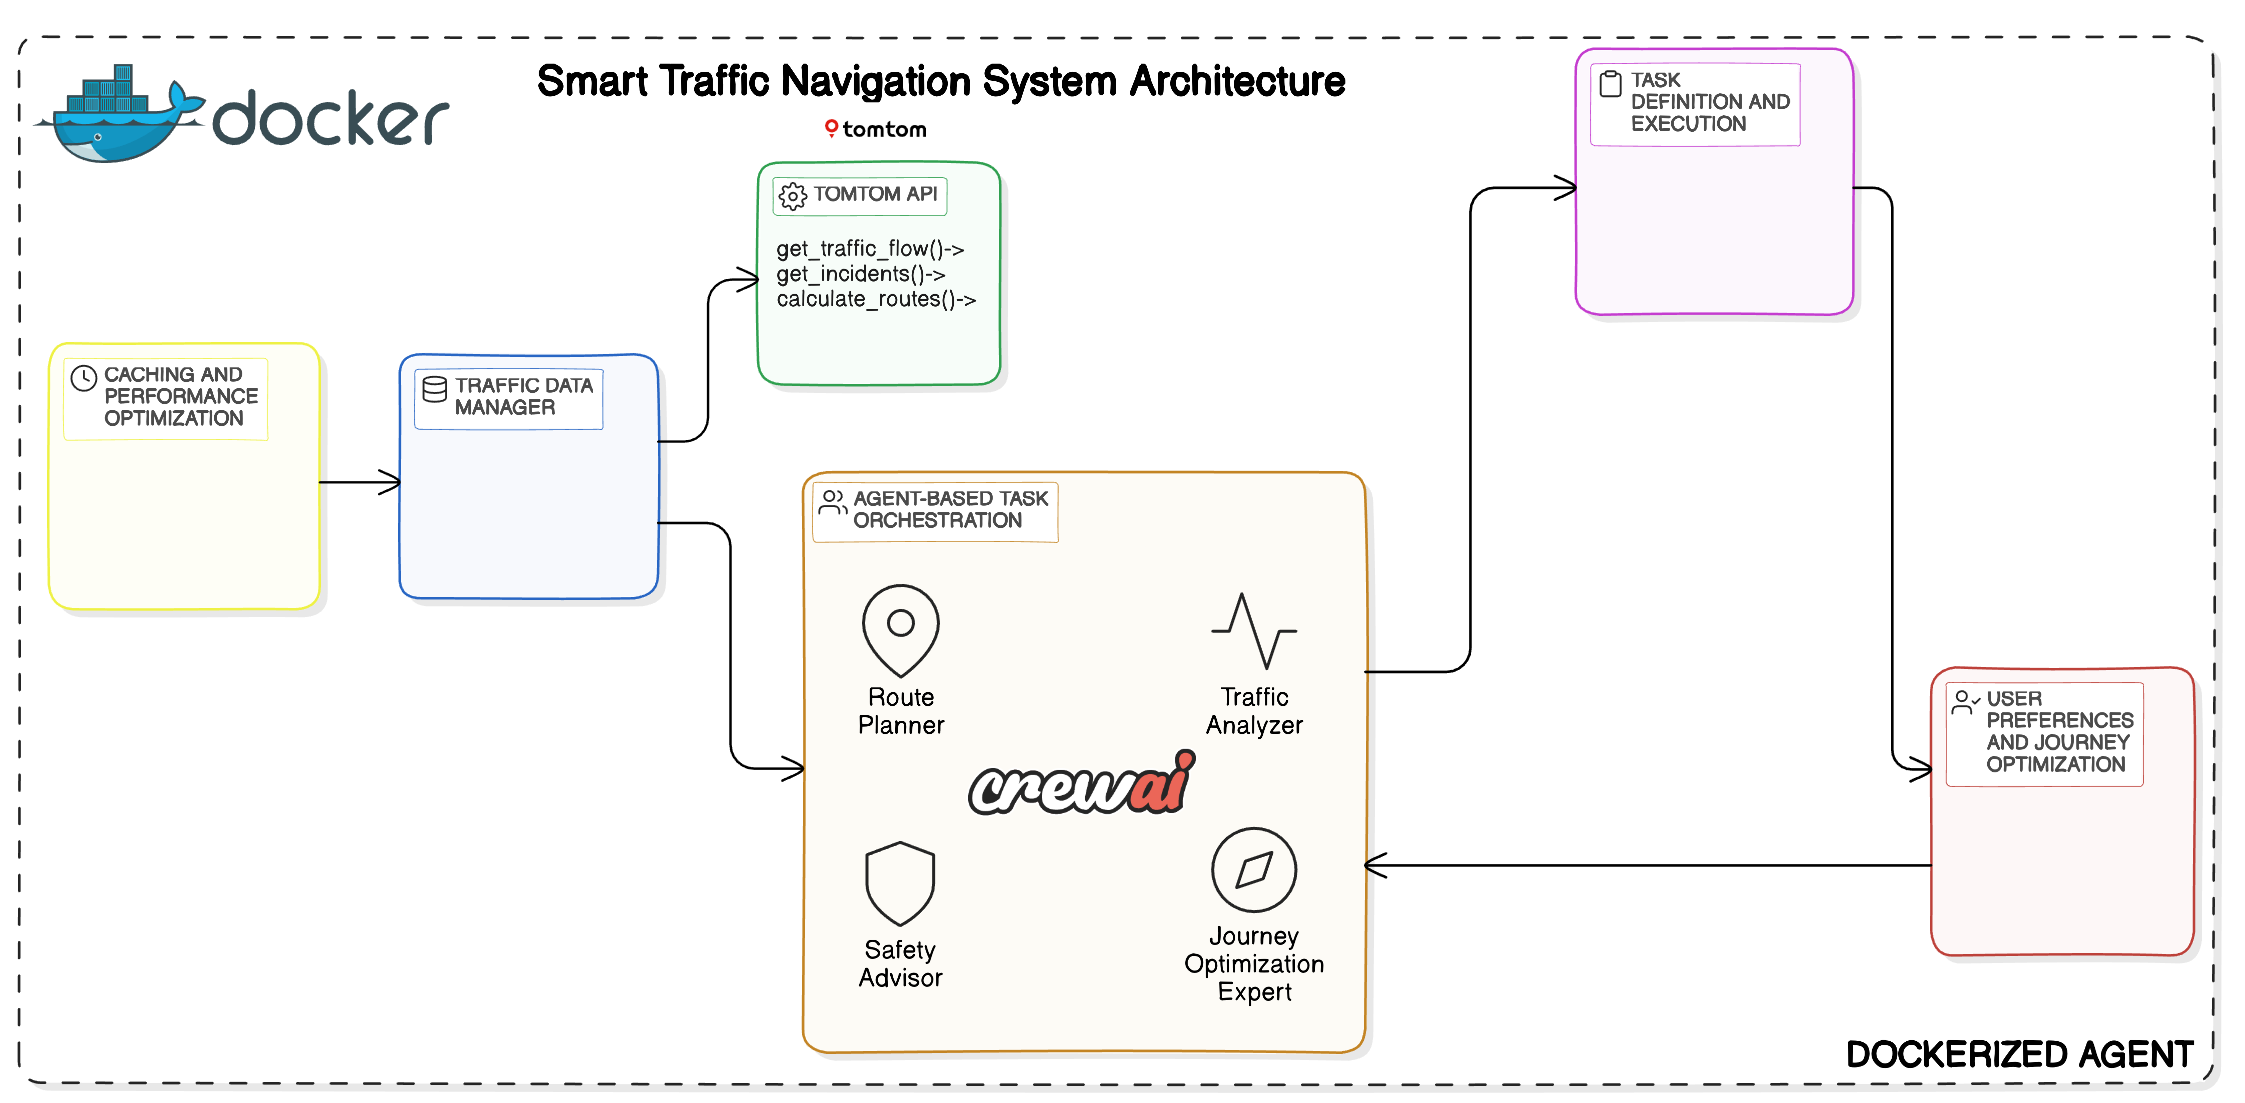 docker
Smart Traffic Navigation System Architecture
tomtom
TOMTOM API
get_traffic_flow()->
get_incidents()->
calculate_routes()->
TASK
DEFINITION AND
EXECUTION
CACHING AND
PERFORMANCE
OPTIMIZATION
TRAFFIC DATA
MANAGER
AGENT-BASED TASK
ORCHESTRATION
Route
Planner
Traffic
Analyzer
crewai
Safety
Advisor
Journey
Optimization
Expert
USER
PREFERENCES
AND JOURNEY
OPTIMIZATION
DOCKERIZED AGENT